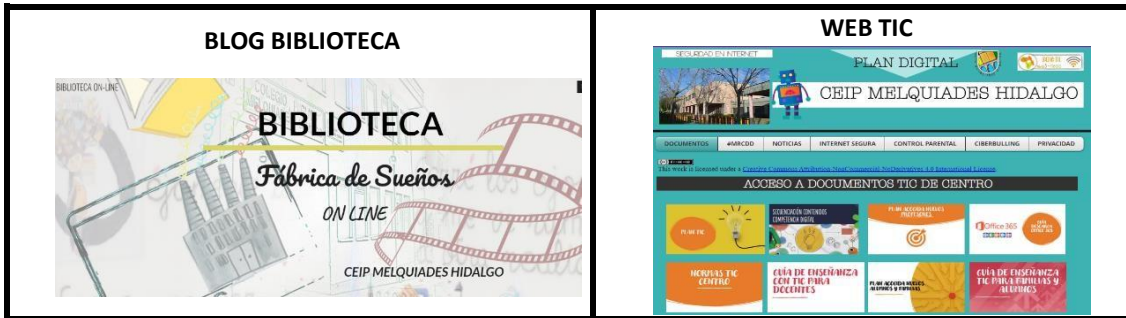 BLOG BIBLIOTECA
BIBLIOTECA ON-LINE
BIBLIOTECA
Fábrica de Sueños
ON LINE
CEIP MELQUIADES HIDALGO
WEB TIC
SEGURIDAD EN INTERNET
PLAN DIGITAL
CEIP MELQUIADES HIDALGO
DOCUMENTOS #MRCDD NOTICIAS INTERNET SEGURA CONTROL PARENTAL CIBERBULLING PRIVACIDAD
This work is licensed under a Creative Commons Attribution-NonCommercial-NoDerivatives 4.0 International License
ACCESO A DOCUMENTOS TIC DE CENTRO
PLAN TIC
SECUENCIACIÓN CONTENIDOS
COMPETENCIA DIGITAL
PLAN ACOGIDA NUEVOS
PROFESORES
Office 365
NORMAS TIC
CENTRO
GUÍA DE ENSEÑANZA
CON TIC PARA
DOCENTES
PLAN ACOGIDA NUEVOS
ALUMNOS Y FAMILIAS
GUÍA DE ENSEÑANZA
TIC PARA FAMILIAS Y
ALUMNOS